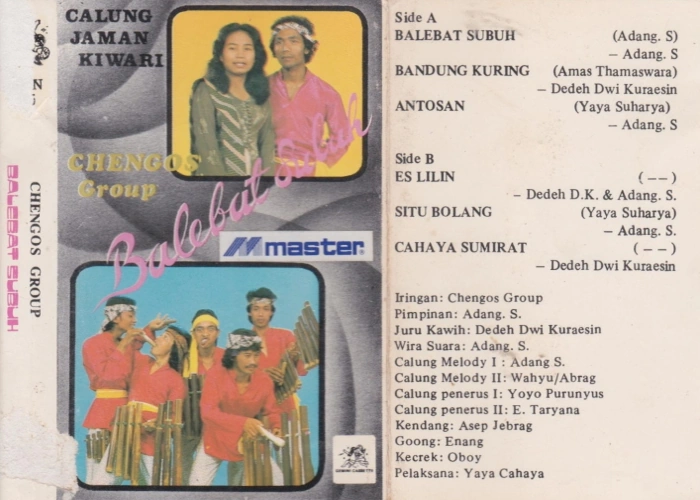 N
CHENGOS GROUP
BALEBAT SUBUH
CALUNG
JAMAN
KIWARI
CHENGOS
Group
Balebat Subuh
master
Side A
BALEBAT SUBUH (Adang. S)
– Adang. S
BANDUNG KURING (Amas Thamaswara)
– Dedeh Dwi Kuraesin
ANTOSAN (Yaya Suharya)
– Adang. S
Side B
ES LILIN (– –)
– Dedeh D.K. & Adang. S.
SITU BOLANG (Yaya Suharya)
– Adang. S.
CAHAYA SUMIRAT (– –)
– Dedeh Dwi Kuraesin
Iringan: Chengos Group
Pimpinan: Adang. S.
Juru Kawih: Dedeh Dwi Kuraesin
Wira Suara: Adang. S.
Calung Melody I : Adang S.
Calung Melody II: Wahyu/Abrag
Calung penerus I: Yoyo Purunyus
Calung penerus II: E. Taryana
Kendang: Asep Jebrag
Goong: Enang
Kecrek: Oboy
Pelaksana: Yaya Cahaya